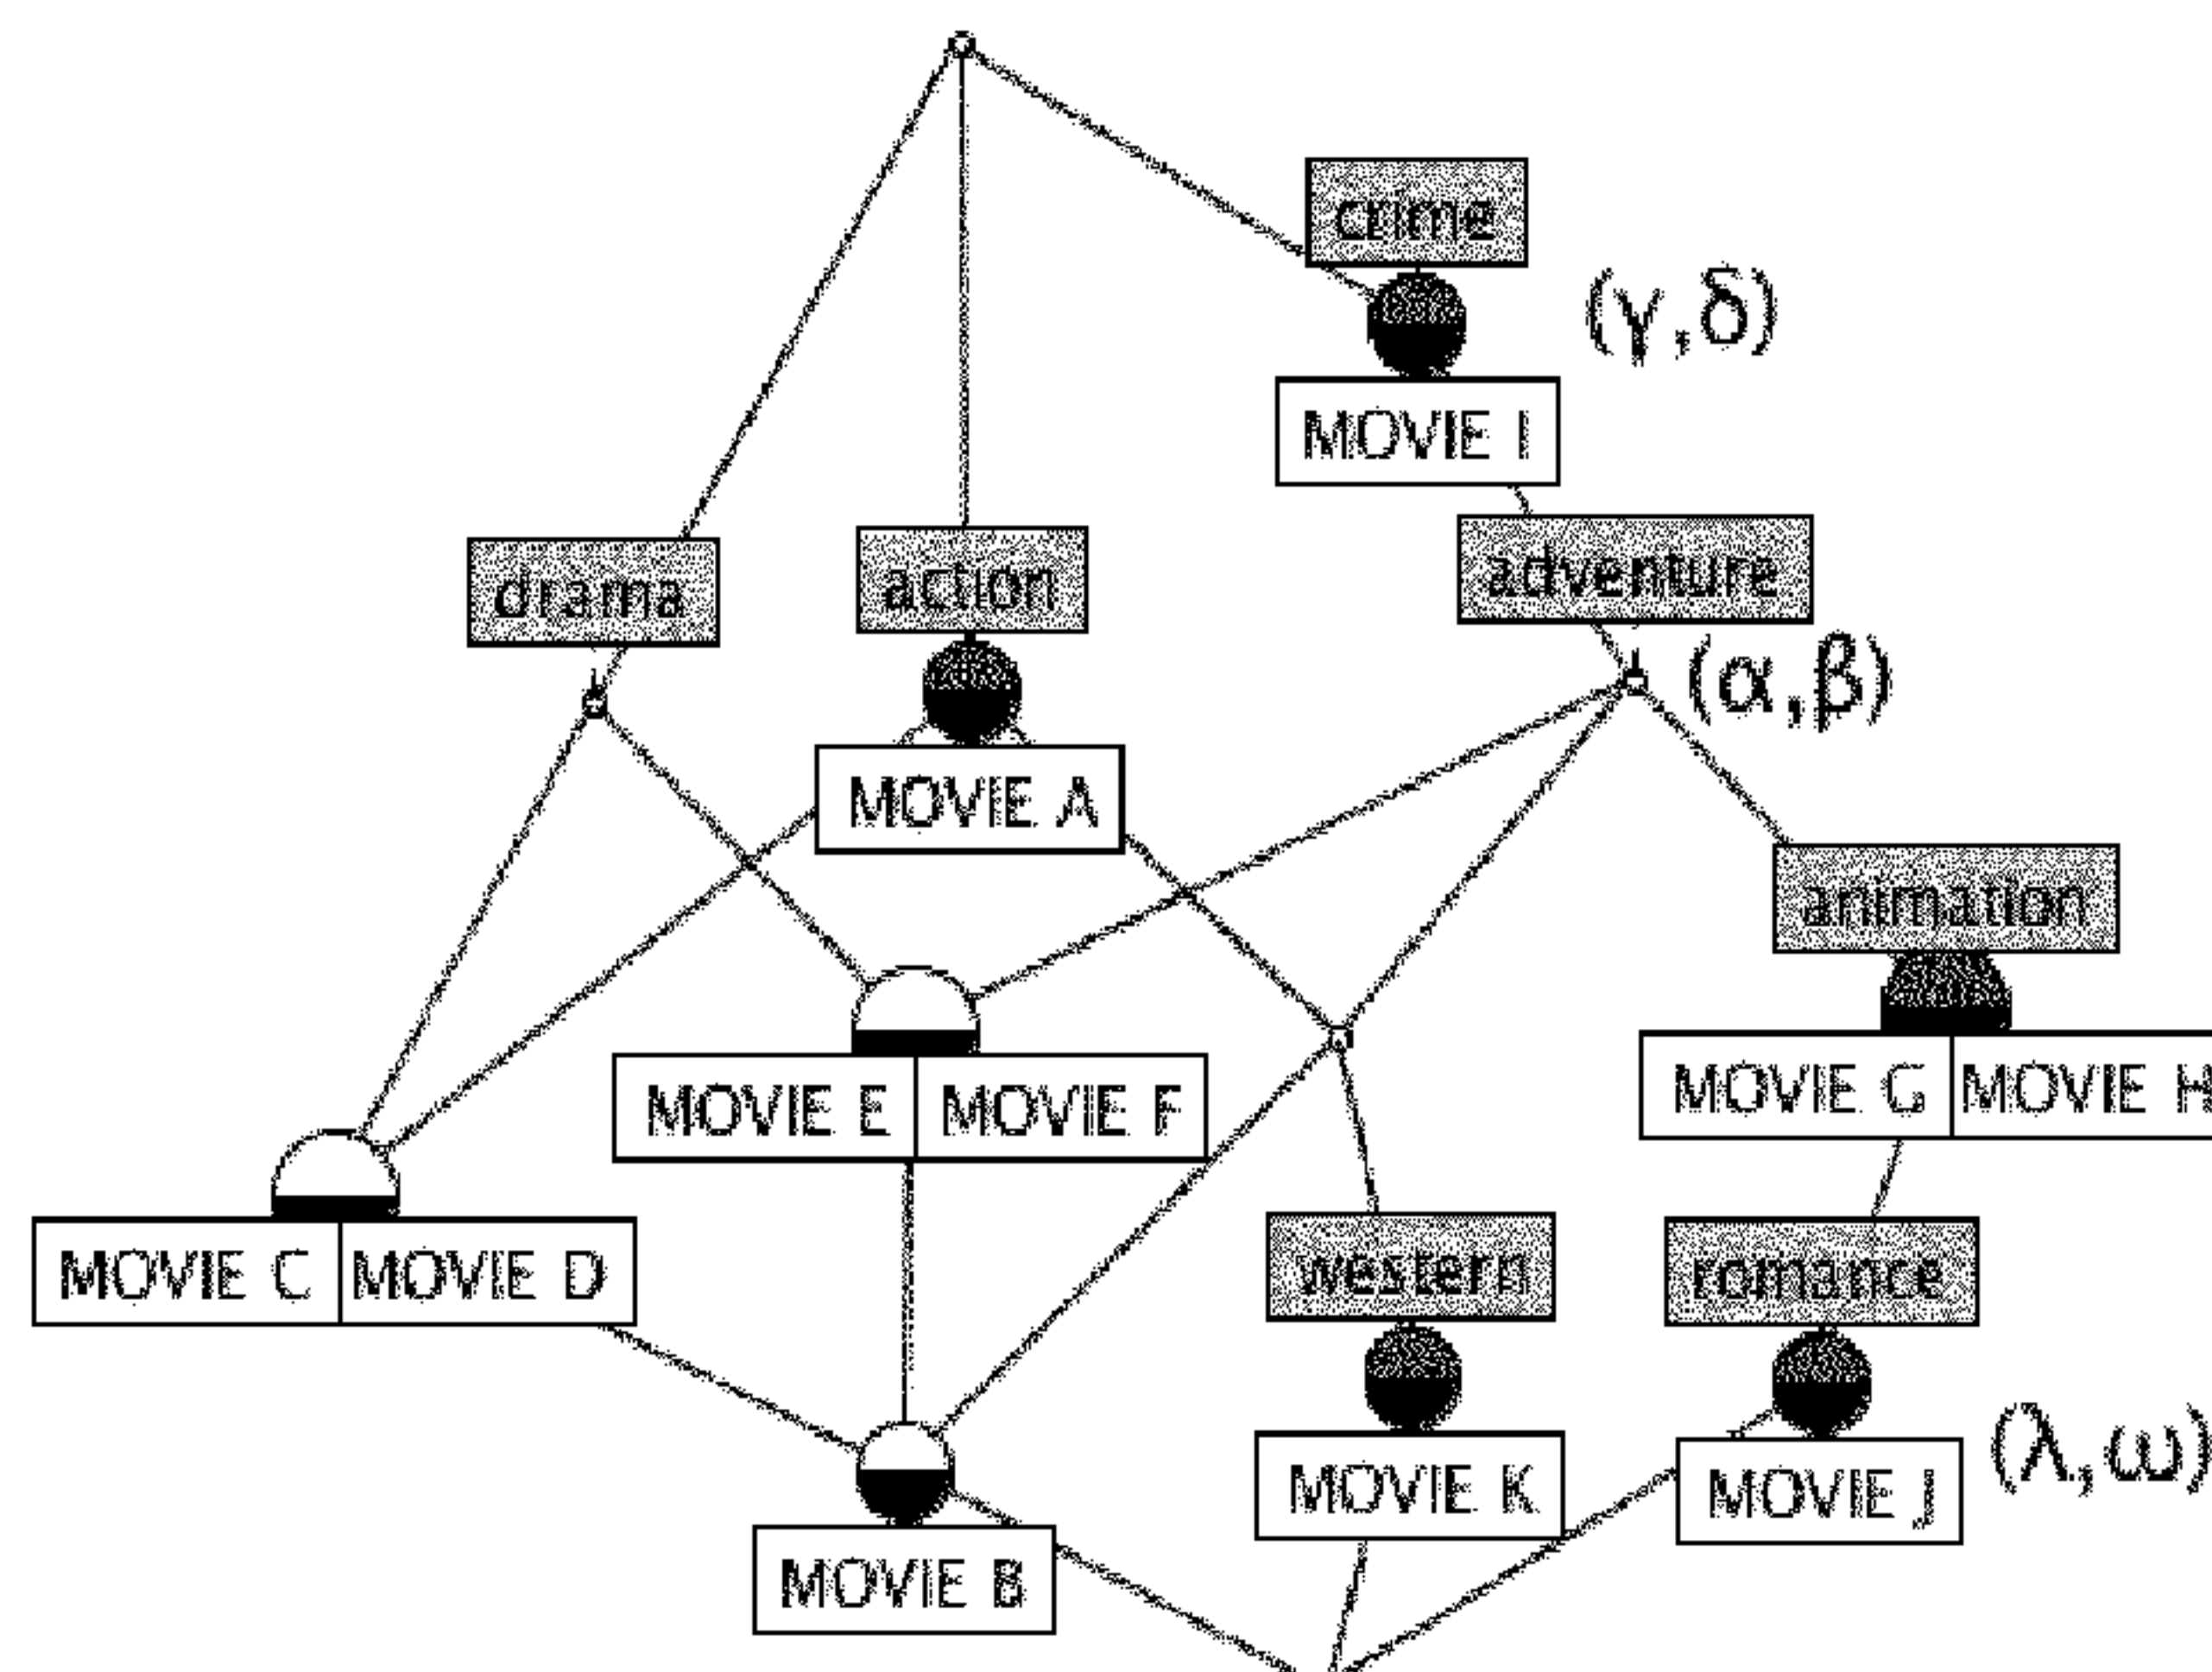 crime
(γ,δ)
MOVIE I
drama
action
adventure
(α,β)
MOVIE A
animation
MOVIE E MOVIE F
MOVIE G MOVIE H
MOVIE C MOVIE D
western
romance
MOVIE K
MOVIE J
(λ,ω)
MOVIE B